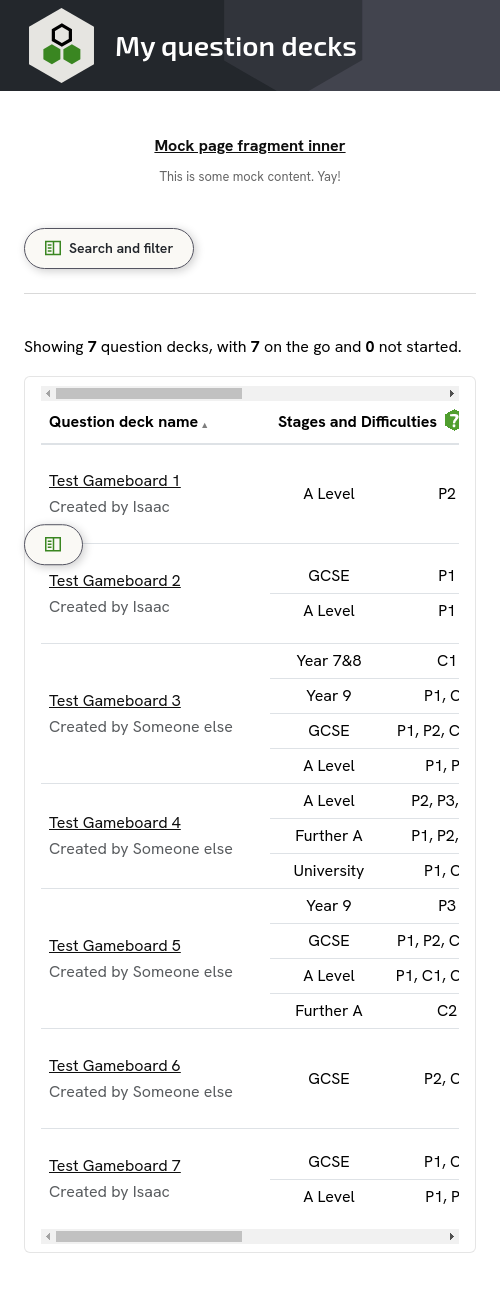 My question decks
Mock page fragment inner
This is some mock content. Yay!
Search and filter
Showing 7 question decks, with 7 on the go and 0 not started.
Question deck name ▲ Stages and Difficulties ?
Test Gameboard 1
Created by Isaac
A Level P2
Test Gameboard 2
Created by Isaac
GCSE P1
A Level P1
Test Gameboard 3
Created by Someone else
Year 7&8 C1
Year 9 P1, C
GCSE P1, P2, C
A Level P1, P
Test Gameboard 4
Created by Someone else
A Level P2, P3,
Further A P1, P2,
University P1, C
Test Gameboard 5
Created by Someone else
Year 9 P3
GCSE P1, P2, C
A Level P1, C1, C
Further A C2
Test Gameboard 6
Created by Someone else
GCSE P2, C
Test Gameboard 7
Created by Isaac
GCSE P1, C
A Level P1, P